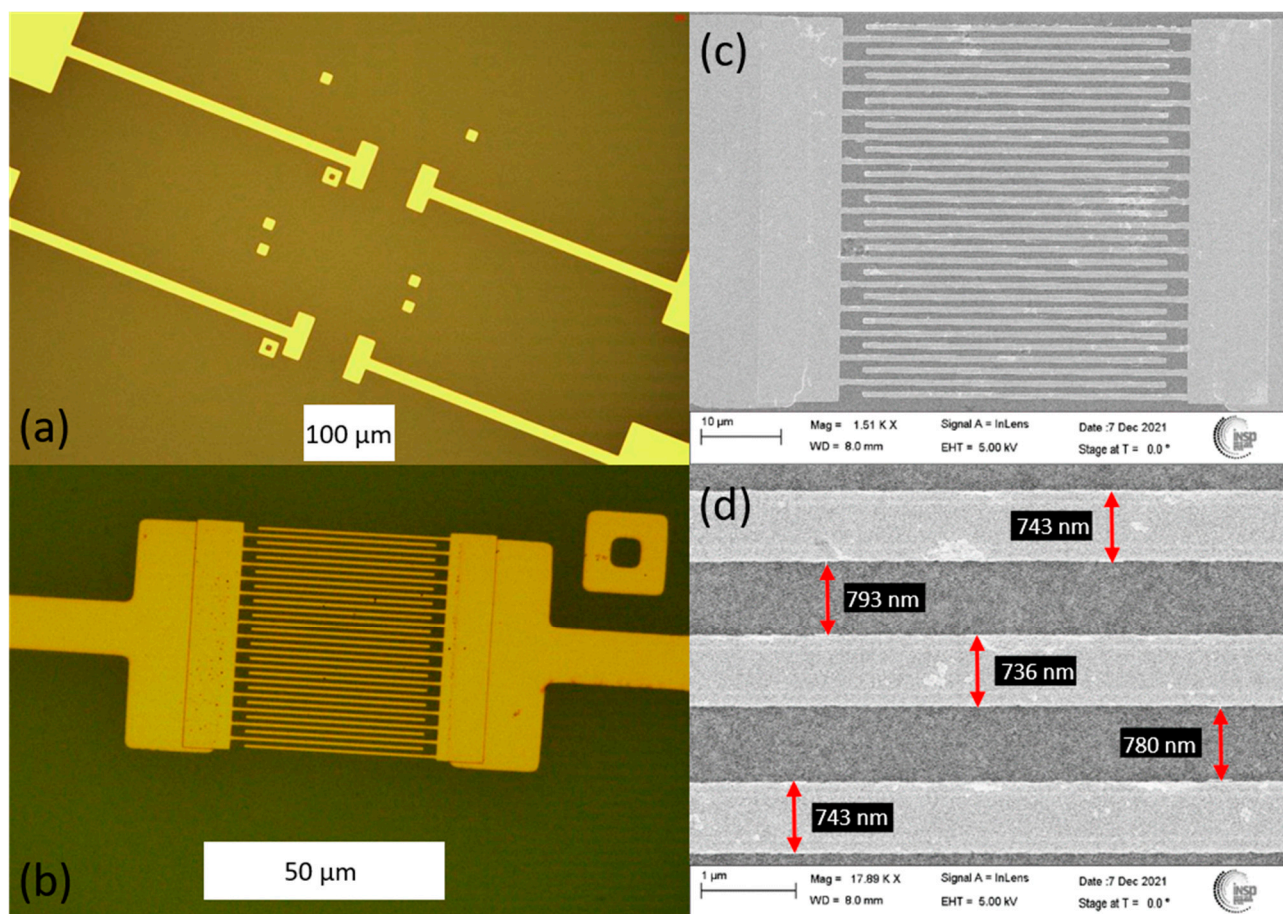 (a)
100 µm
(b)
50 µm
(c)
10 µm
Mag = 1.51 K X
Signal A = InLens
Date :7 Dec 2021
WD = 8.0 mm
EHT = 5.00 kV
Stage at T = 0.0 °
INSP
(d)
743 nm
793 nm
736 nm
780 nm
743 nm
1 µm
Mag = 17.89 K X
Signal A = InLens
Date :7 Dec 2021
WD = 8.0 mm
EHT = 5.00 kV
Stage at T = 0.0 °
INSP